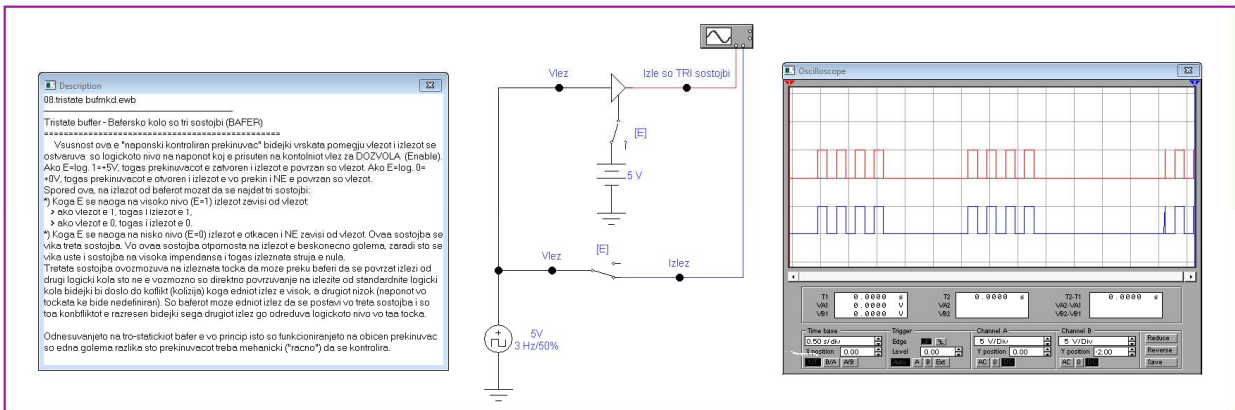 Description
08.tristate bufmkd.ewb
Tristate buffer - Bafersko kolo so tri sostojbi (BAFER)
================================================
Vsusnost ova e "naponski kontroliran prekinuvac" bidejki vrskata pomegju vlezot i izlezot se
ostvaruva so logickoto nivo na naponot koj e prisuten na kontolniot vlez za DOZVOLA (Enable).
Ako E=log. 1=+5V, togas prekinuvacot e zatvoren i izlezot e povrzan so vlezot. Ako E=log. 0=
+0V, togas prekinuvacot e otvoren i izlezot e vo prekin i NE e povrzan so vlezot.
Spored ova, na izlazot od baferot mozat da se najdat tri sostojbi:
*) Koga E se naoga na visoko nivo (E=1) izlezot zavisi od vlezot:
> ako vlezot e 1, togas i izlezot e 1,
> ako vlezot e 0, togas i izlezot e 0.
*) Koga E se naoga na nisko nivo (E=0) izlezot e otkacen i NE zavisi od vlezot. Ovaa sostojba se
vika treta sostojba. Vo ovaa sostojba otpornosta na izlezot e beskonecno golema, zaradi sto se
vika uste i sostojba na visoka impendansa i togas izleznata struja e nula.
Tretata sostojba ovozmozuva na izleznata tocka da moze preku baferi da se povrzat izlezi od
drugi logicki kola sto ne e vozmozno so direktno povrzuvanje na izlezite od standardnite logicki
kola bidejki bi doslo do koflikt (kolizija) koga edniot izlez e visok, a drugiot nizok (naponot vo
tockata ke bide nedefiniran). So baferot moze edniot izlez da se postavi vo treta sostojba i so
toa konbfliktot e razresen bidejki sega drugiot izlez go odreduva logickoto nivo vo taa tocka.
Odnesuvanjeto na tro-statickiot bafer e vo princip isto so funkcioniranjeto na obicen prekinuvac
so edna golema razlika sto prekinuvacot treba mehanicki ("racno") da se kontrolira.
Vlez
Izle so TRI sostojbi
[E]
5 V
[E]
Vlez
Izlez
5V
3 Hz/50%
Oscilloscope
T1 0.0000 s
VA1 0.0000 V
VB1 0.0000 V
T2 0.0000 s
VA2
VB2
T2-T1 0.0000 s
VA2-VA1
VB2-VB1
Time base
0.50 s/div
X position 0.00
Y/T B/A A/B
Trigger
Edge
Level 0.00
Auto A B Ext
Channel A
5 V/Div
Y position 0.00
AC 0 DC
Channel B
5 V/Div
Y position -2.00
AC 0 DC
Reduce
Reverse
Save